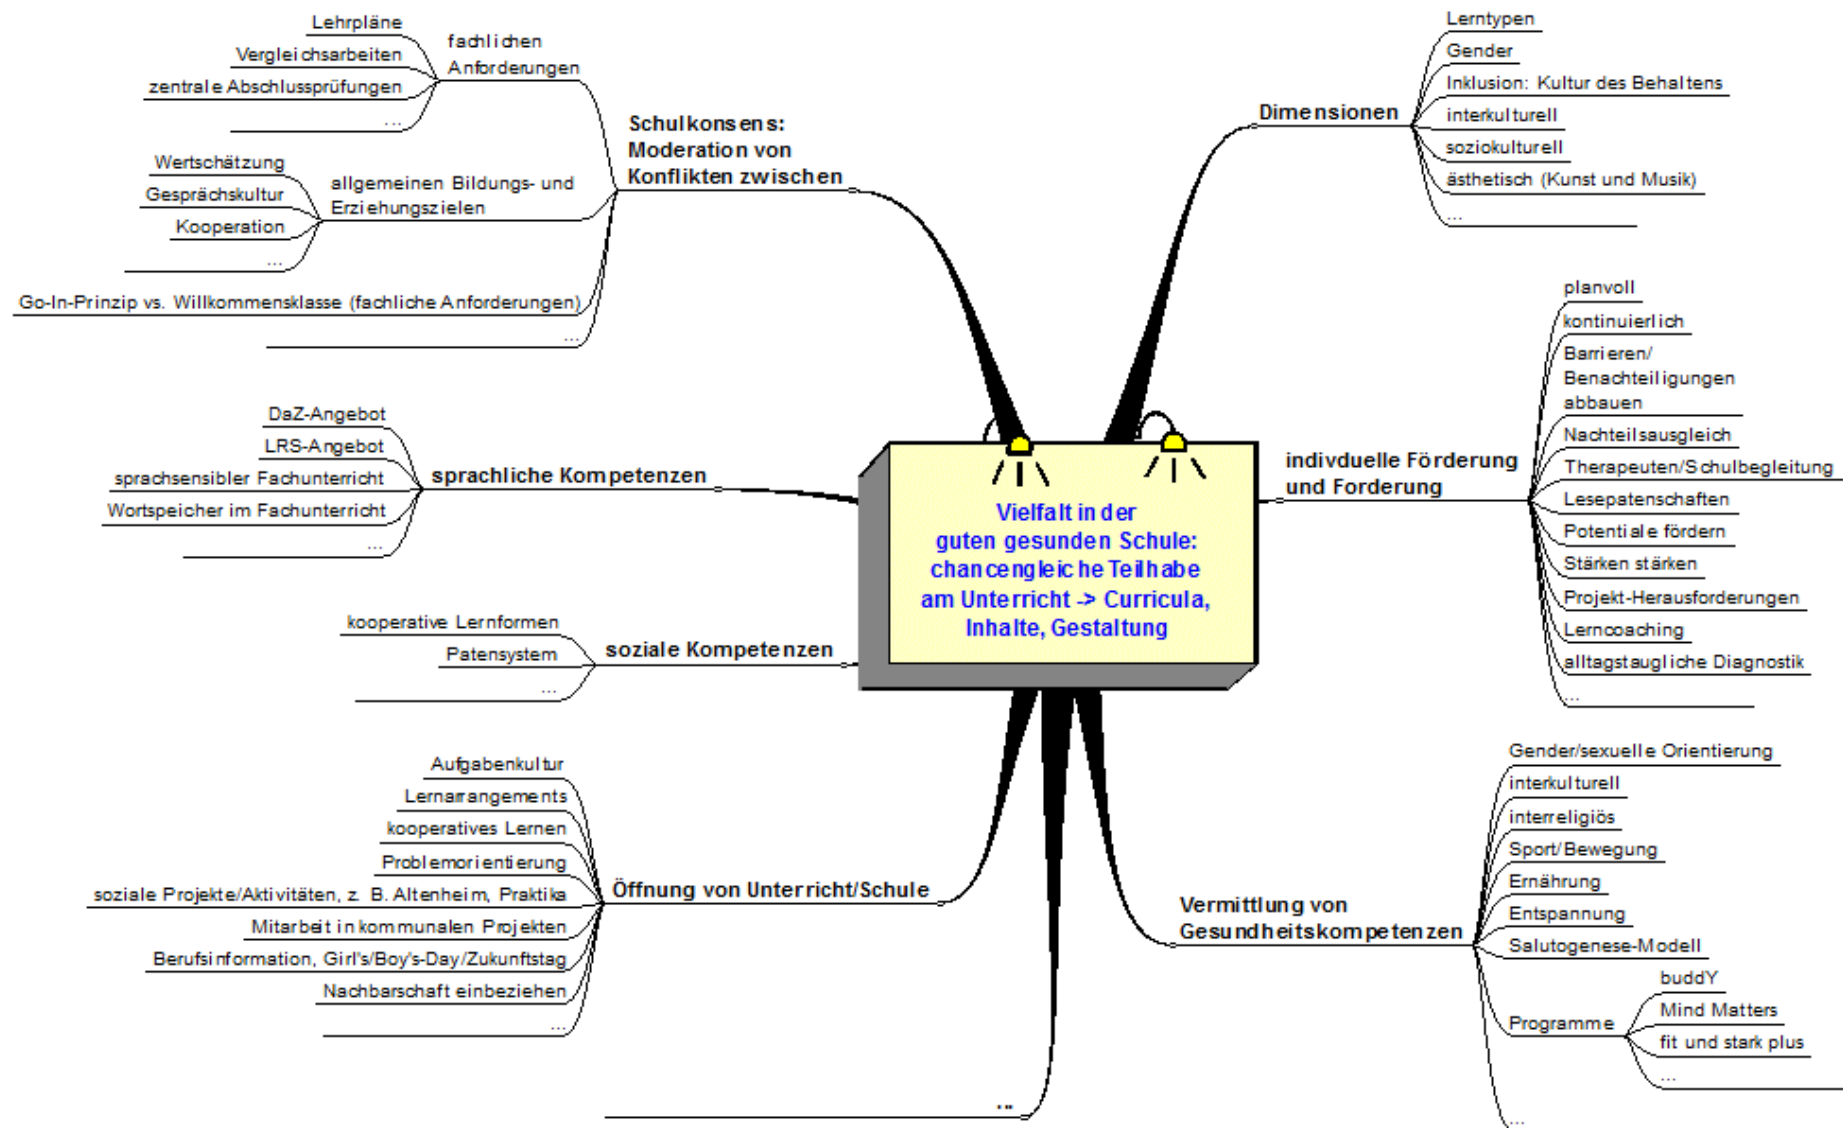 Vielfalt in der
guten gesunden Schule:
chancengleiche Teilhabe
am Unterricht -> Curricula,
Inhalte, Gestaltung
Schulkonsens:
Moderation von
Konflikten zwischen
fachlichen
Anforderungen
Lehrpläne
Vergleichsarbeiten
zentrale Abschlussprüfungen
...
allgemeinen Bildungs- und
Erziehungszielen
Wertschätzung
Gesprächskultur
Kooperation
...
Go-In-Prinzip vs. Willkommensklasse (fachliche Anforderungen)
...
sprachliche Kompetenzen
DaZ-Angebot
LRS-Angebot
sprachsensibler Fachunterricht
Wortspeicher im Fachunterricht
...
soziale Kompetenzen
kooperative Lernformen
Patensystem
...
Öffnung von Unterricht/Schule
Aufgabenkultur
Lernarrangements
kooperatives Lernen
Problemorientierung
soziale Projekte/Aktivitäten, z. B. Altenheim, Praktika
Mitarbeit in kommunalen Projekten
Berufsinformation, Girl's/Boy's-Day/Zukunftstag
Nachbarschaft einbeziehen
...
...
Dimensionen
Lerntypen
Gender
Inklusion: Kultur des Behaltens
interkulturell
soziokulturell
ästhetisch (Kunst und Musik)
...
indivduelle Förderung
und Forderung
planvoll
kontinuierlich
Barrieren/
Benachteiligungen
abbauen
Nachteilsausgleich
Therapeuten/Schulbegleitung
Lesepatenschaften
Potentiale fördern
Stärken stärken
Projekt-Herausforderungen
Lerncoaching
alltagstaugliche Diagnostik
...
Vermittlung von
Gesundheitskompetenzen
Gender/sexuelle Orientierung
interkulturell
interreligiös
Sport/Bewegung
Ernährung
Entspannung
Salutogenese-Modell
Programme
buddY
Mind Matters
fit und stark plus
...
...